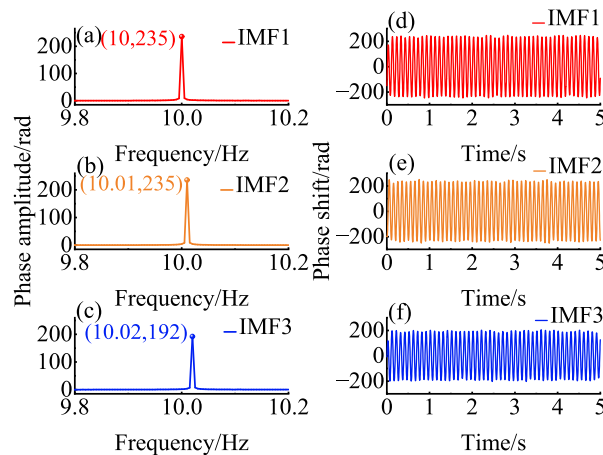 (a)
(10,235)
IMF1
200
100
0
9.8 10.0 10.2
Frequency/Hz
(b)
(10.01,235)
IMF2
200
100
0
9.8 10.0 10.2
Frequency/Hz
(c)
(10.02,192)
IMF3
200
100
0
9.8 10.0 10.2
Frequency/Hz
Phase amplitude/rad
(d)
IMF1
200
0
−200
0 1 2 3 4 5
Time/s
(e)
IMF2
200
0
−200
0 1 2 3 4 5
Time/s
(f)
IMF3
200
0
−200
0 1 2 3 4 5
Time/s
Phase shift/rad